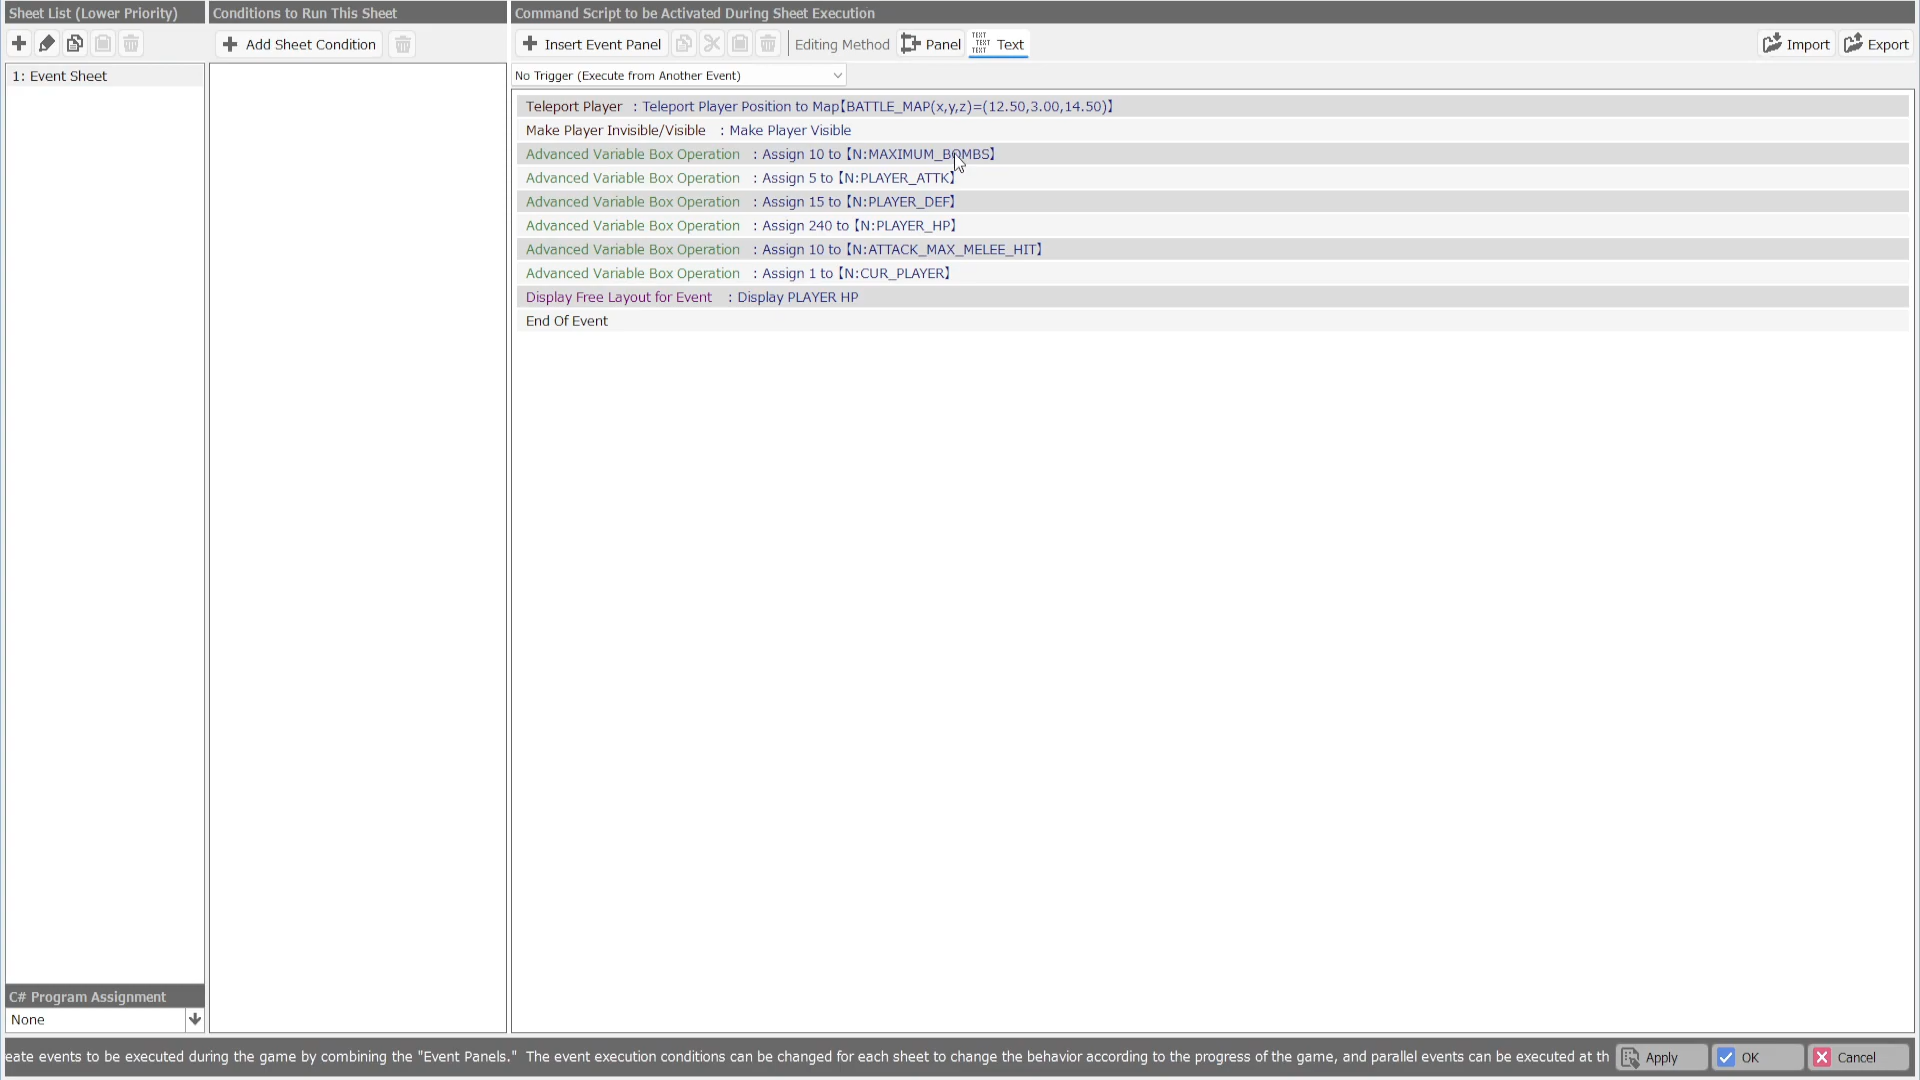 Sheet List (Lower Priority)
Conditions to Run This Sheet
Command Script to be Activated During Sheet Execution
Add Sheet Condition
Insert Event Panel
Editing Method
Panel
TEXT
TEXT
TEXT
Text
Import
Export
1: Event Sheet
No Trigger (Execute from Another Event)
Teleport Player : Teleport Player Position to Map【BATTLE_MAP(x,y,z)=(12.50,3.00,14.50)】
Make Player Invisible/Visible : Make Player Visible
Advanced Variable Box Operation : Assign 10 to【N:MAXIMUM_BOMBS】
Advanced Variable Box Operation : Assign 5 to【N:PLAYER_ATTK】
Advanced Variable Box Operation : Assign 15 to【N:PLAYER_DEF】
Advanced Variable Box Operation : Assign 240 to【N:PLAYER_HP】
Advanced Variable Box Operation : Assign 10 to【N:ATTACK_MAX_MELEE_HIT】
Advanced Variable Box Operation : Assign 1 to【N:CUR_PLAYER】
Display Free Layout for Event : Display PLAYER HP
End Of Event
C# Program Assignment
None
eate events to be executed during the game by combining the "Event Panels." The event execution conditions can be changed for each sheet to change the behavior according to the progress of the game, and parallel events can be executed at th
Apply
OK
Cancel